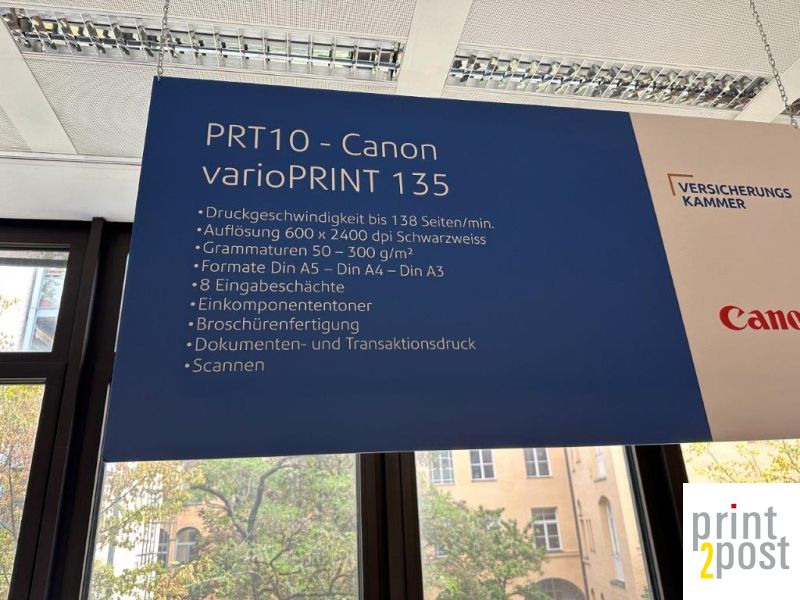 PRT10 - Canon
varioPRINT 135
•Druckgeschwindigkeit bis 138 Seiten/min.
•Auflösung 600 x 2400 dpi Schwarzweiss
•Grammaturen 50 – 300 g/m²
•Formate Din A5 – Din A4 – Din A3
•8 Eingabeschächte
•Einkomponententoner
•Broschürenfertigung
•Dokumenten- und Transaktionsdruck
•Scannen
VERSICHERUNGS
KAMMER
Cano
print
2post